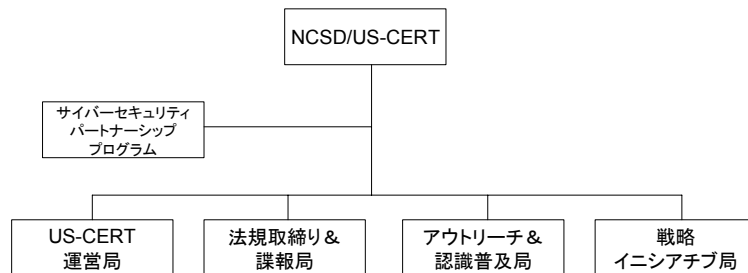 NCSD/US-CERT
サイバーセキュリティ
パートナーシップ
プログラム
US-CERT
運営局
法規取締り&
諜報局
アウトリーチ&
認識普及局
戦略
イニシアチブ局